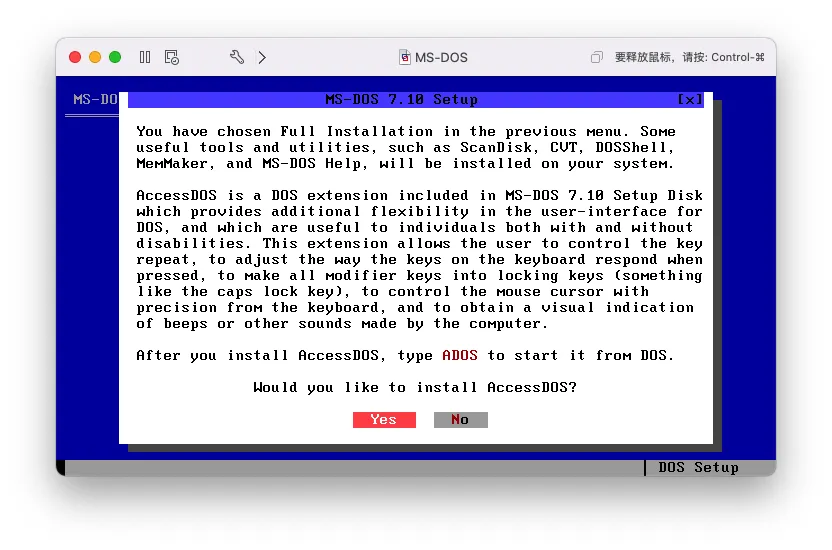 MS-DOS
要释放鼠标，请按: Control-⌘
MS-DO
MS-DOS 7.10 Setup [x]
You have chosen Full Installation in the previous menu. Some
useful tools and utilities, such as ScanDisk, CVT, DOSShell,
MemMaker, and MS-DOS Help, will be installed on your system.
AccessDOS is a DOS extension included in MS-DOS 7.10 Setup Disk
which provides additional flexibility in the user-interface for
DOS, and which are useful to individuals both with and without
disabilities. This extension allows the user to control the key
repeat, to adjust the way the keys on the keyboard respond when
pressed, to make all modifier keys into locking keys (something
like the caps lock key), to control the mouse cursor with
precision from the keyboard, and to obtain a visual indication
of beeps or other sounds made by the computer.
After you install AccessDOS, type ADOS to start it from DOS.
Would you like to install AccessDOS?
Yes No
DOS Setup